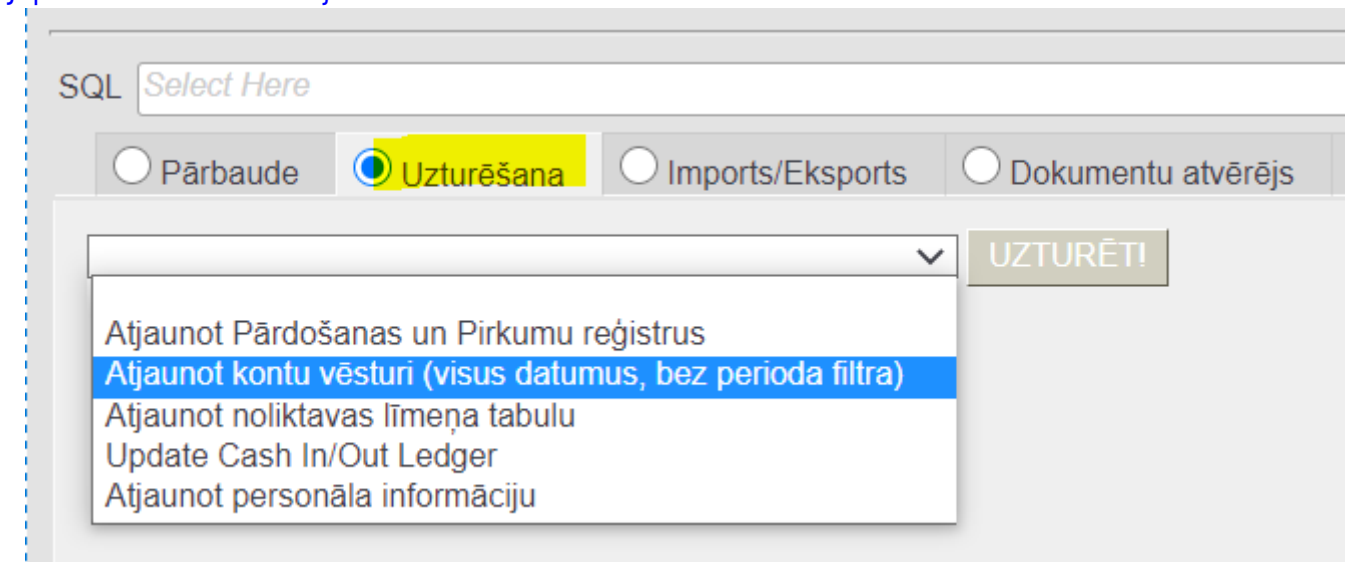 SQL Select Here
Pārbaude Uzturēšana Imports/Eksports Dokumentu atvērējs
UZTURĒT!
Atjaunot Pārdošanas un Pirkumu reģistrus
Atjaunot kontu vēsturi (visus datumus, bez perioda filtra)
Atjaunot noliktavas līmeņa tabulu
Update Cash In/Out Ledger
Atjaunot personāla informāciju